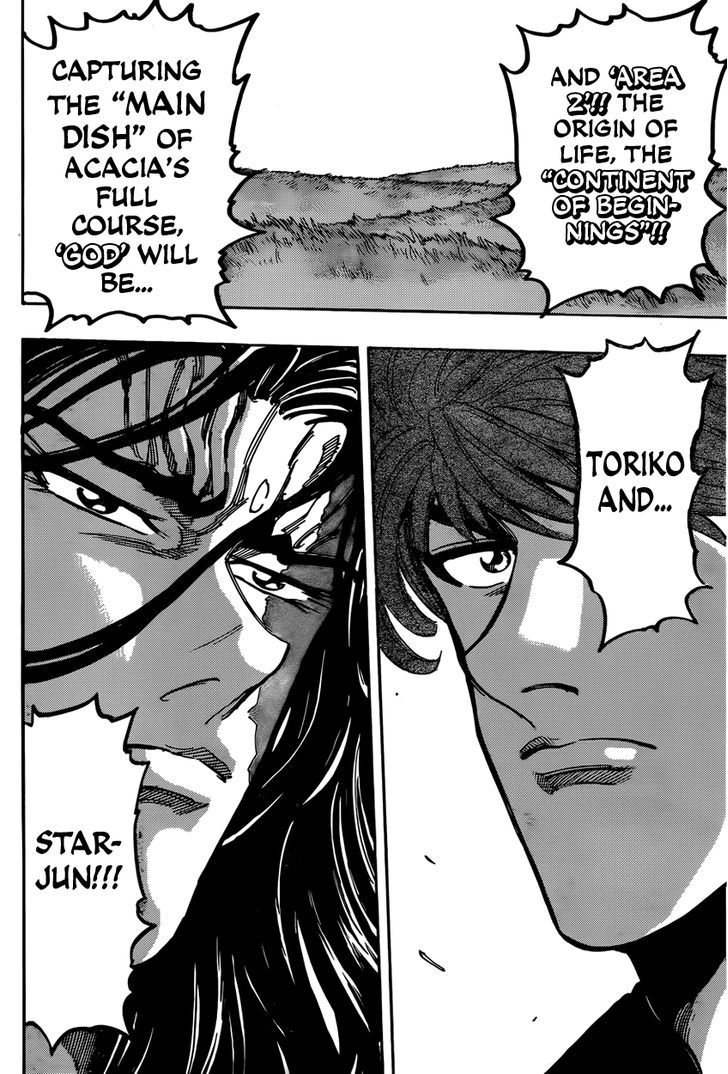 AND 'AREA
2'!! THE
ORIGIN OF
LIFE, THE
"CONTINENT
OF BEGIN-
NINGS"!!
CAPTURING
THE "MAIN
DISH" OF
ACACIA'S
FULL
COURSE,
'GOD' WILL
BE...
TORIKO
AND...
STAR-
JUN!!!